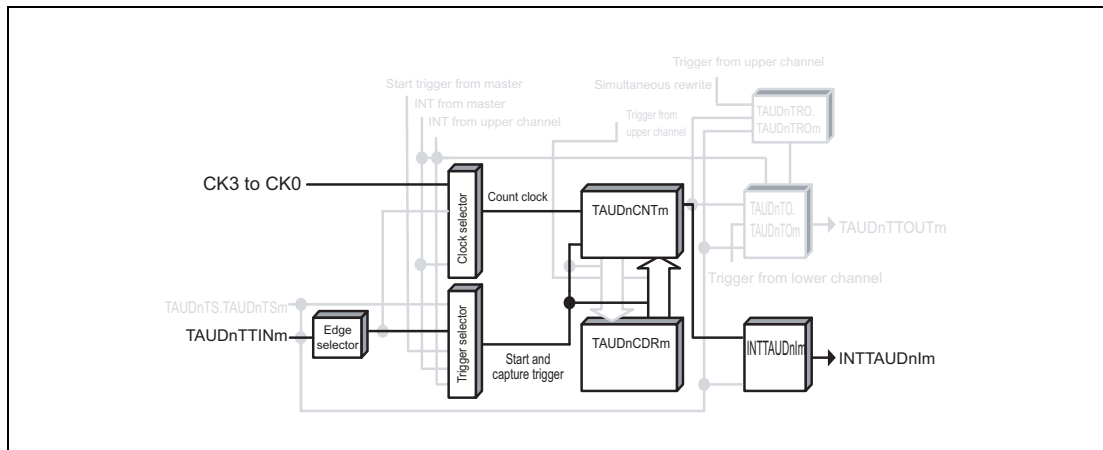 Trigger from upper channel
Start trigger from master
Simultaneous rewrite
INT from master
INT from upper channel
Trigger from
upper channel
TAUDnTRO.
TAUDnTROm
CK3 to CK0
Clock selector
Count clock
TAUDnCNTm
TAUDnTO.
TAUDnTOm
TAUDnTTOUTm
Trigger from lower channel
TAUDnTS.TAUDnTSm
TAUDnTTINm
Edge
selector
Trigger selector
Start and
capture trigger
TAUDnCDRm
INTTAUDnIm
INTTAUDnIm